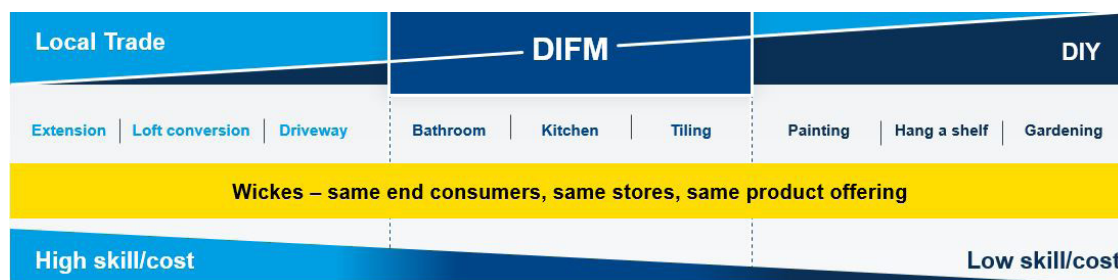 Local Trade
DIFM
DIY
Extension
Loft conversion
Driveway
Bathroom
Kitchen
Tiling
Painting
Hang a shelf
Gardening
Wickes – same end consumers, same stores, same product offering
High skill/cost
Low skill/cost